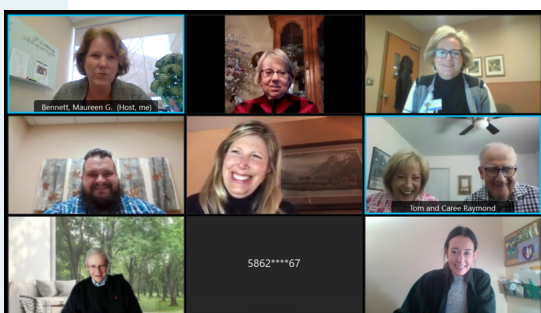 Bennett, Maureen G. (Host, me)
Tom and Caree Raymond
5862****67